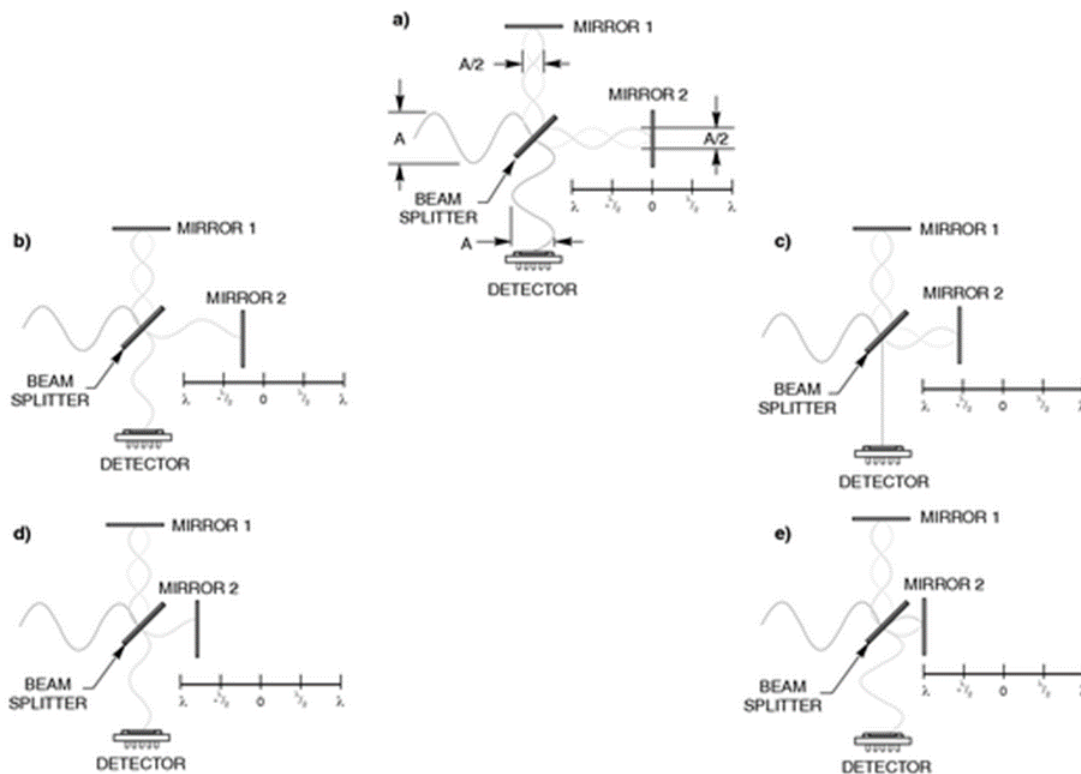 a)
MIRROR 1
A/2
MIRROR 2
A
A/2
BEAM
SPLITTER
λ 0 λ
A
DETECTOR
b)
MIRROR 1
MIRROR 2
BEAM
SPLITTER
λ 0 λ
DETECTOR
c)
MIRROR 1
MIRROR 2
BEAM
SPLITTER
λ 0
DETECTOR
d)
MIRROR 1
MIRROR 2
BEAM
SPLITTER
λ 0 λ
DETECTOR
e)
MIRROR 1
MIRROR 2
BEAM
SPLITTER
λ 0
DETECTOR